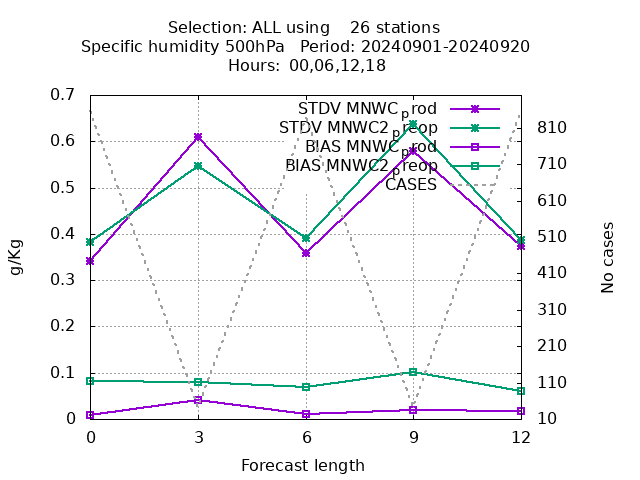 Selection: ALL using    26 stations
Specific humidity 500hPa   Period: 20240901-20240920
Hours: 00,06,12,18
STDV MNWC_prod
STDV MNWC2_preop
BIAS MNWC_prod
BIAS MNWC2_preop
CASES
0.7
0.6
0.5
0.4
0.3
0.2
0.1
0
g/Kg
810
710
610
510
410
310
210
110
10
No cases
0 3 6 9 12
Forecast length